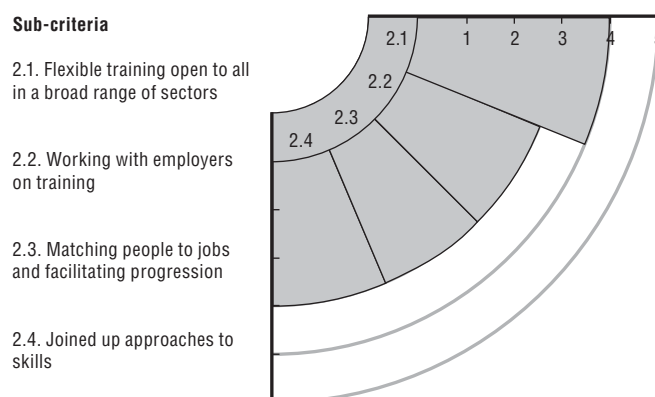 Sub-criteria
2.1. Flexible training open to all
in a broad range of sectors
2.2. Working with employers
on training
2.3. Matching people to jobs
and facilitating progression
2.4. Joined up approaches to
skills
2.1 1 2 3 4
2.2
2.3
2.4